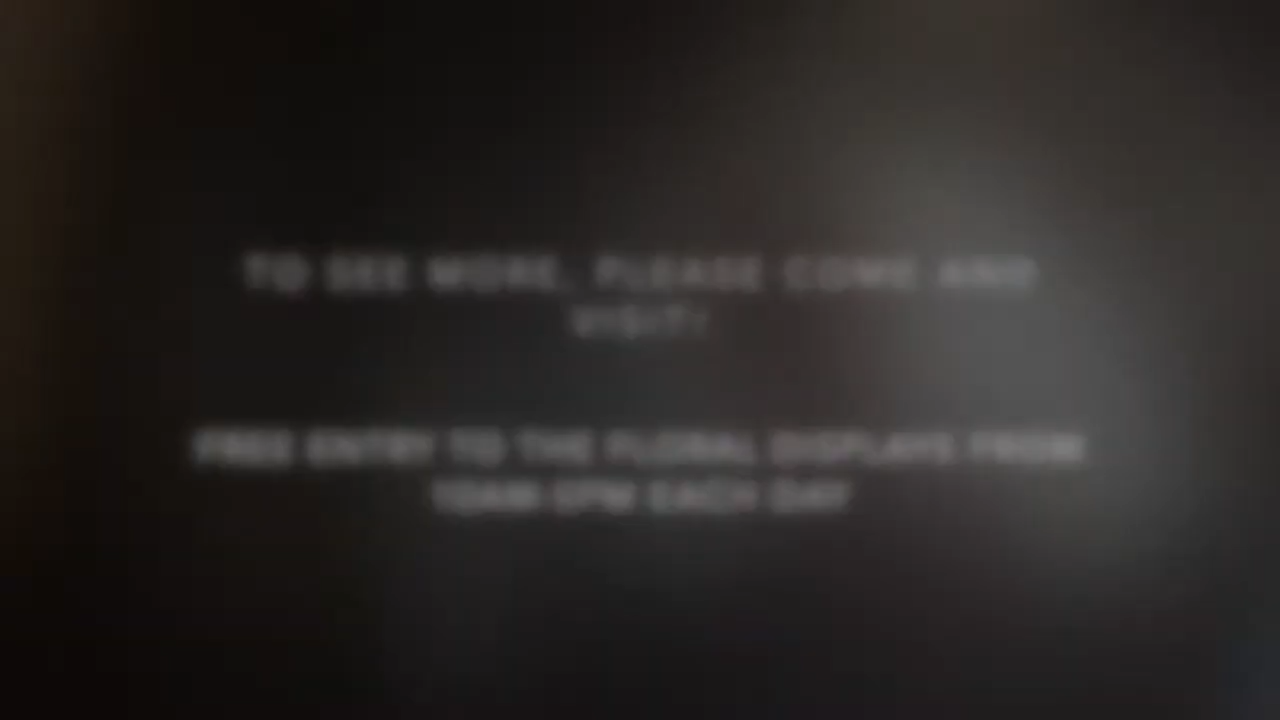 TO SEE MORE, PLEASE COME AND
VISIT!
FREE ENTRY TO THE FLORAL DISPLAYS FROM
EACH DAY